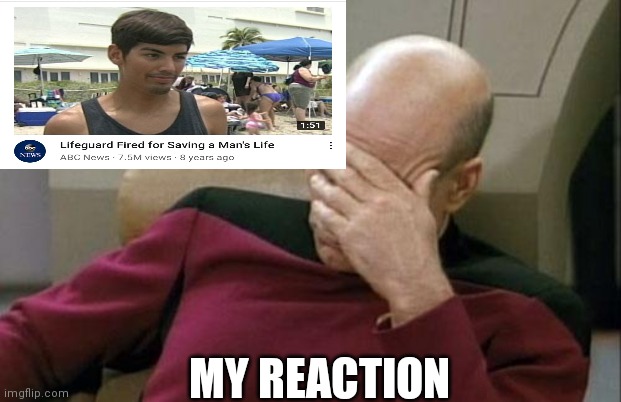 1:51
abc
NEWS
Lifeguard Fired for Saving a Man's Life
ABC News · 7.5M views · 8 years ago
MY REACTION
imgflip.com